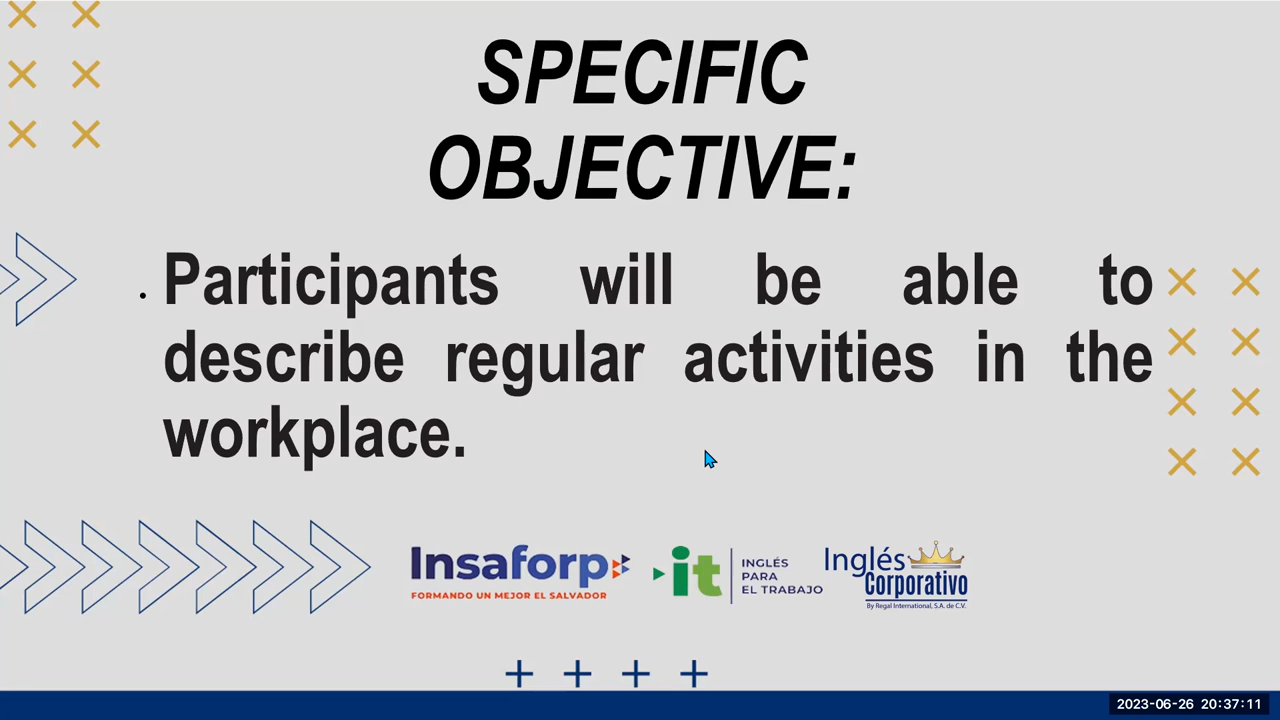 SPECIFIC
OBJECTIVE:
• Participants will be able to
describe regular activities in the
workplace.
Insaforp
FORMANDO UN MEJOR EL SALVADOR
it
INGLÉS
PARA
EL TRABAJO
Inglés
Corporativo
By Regal International, S.A. de C.V.
2023-06-26 20:37:11